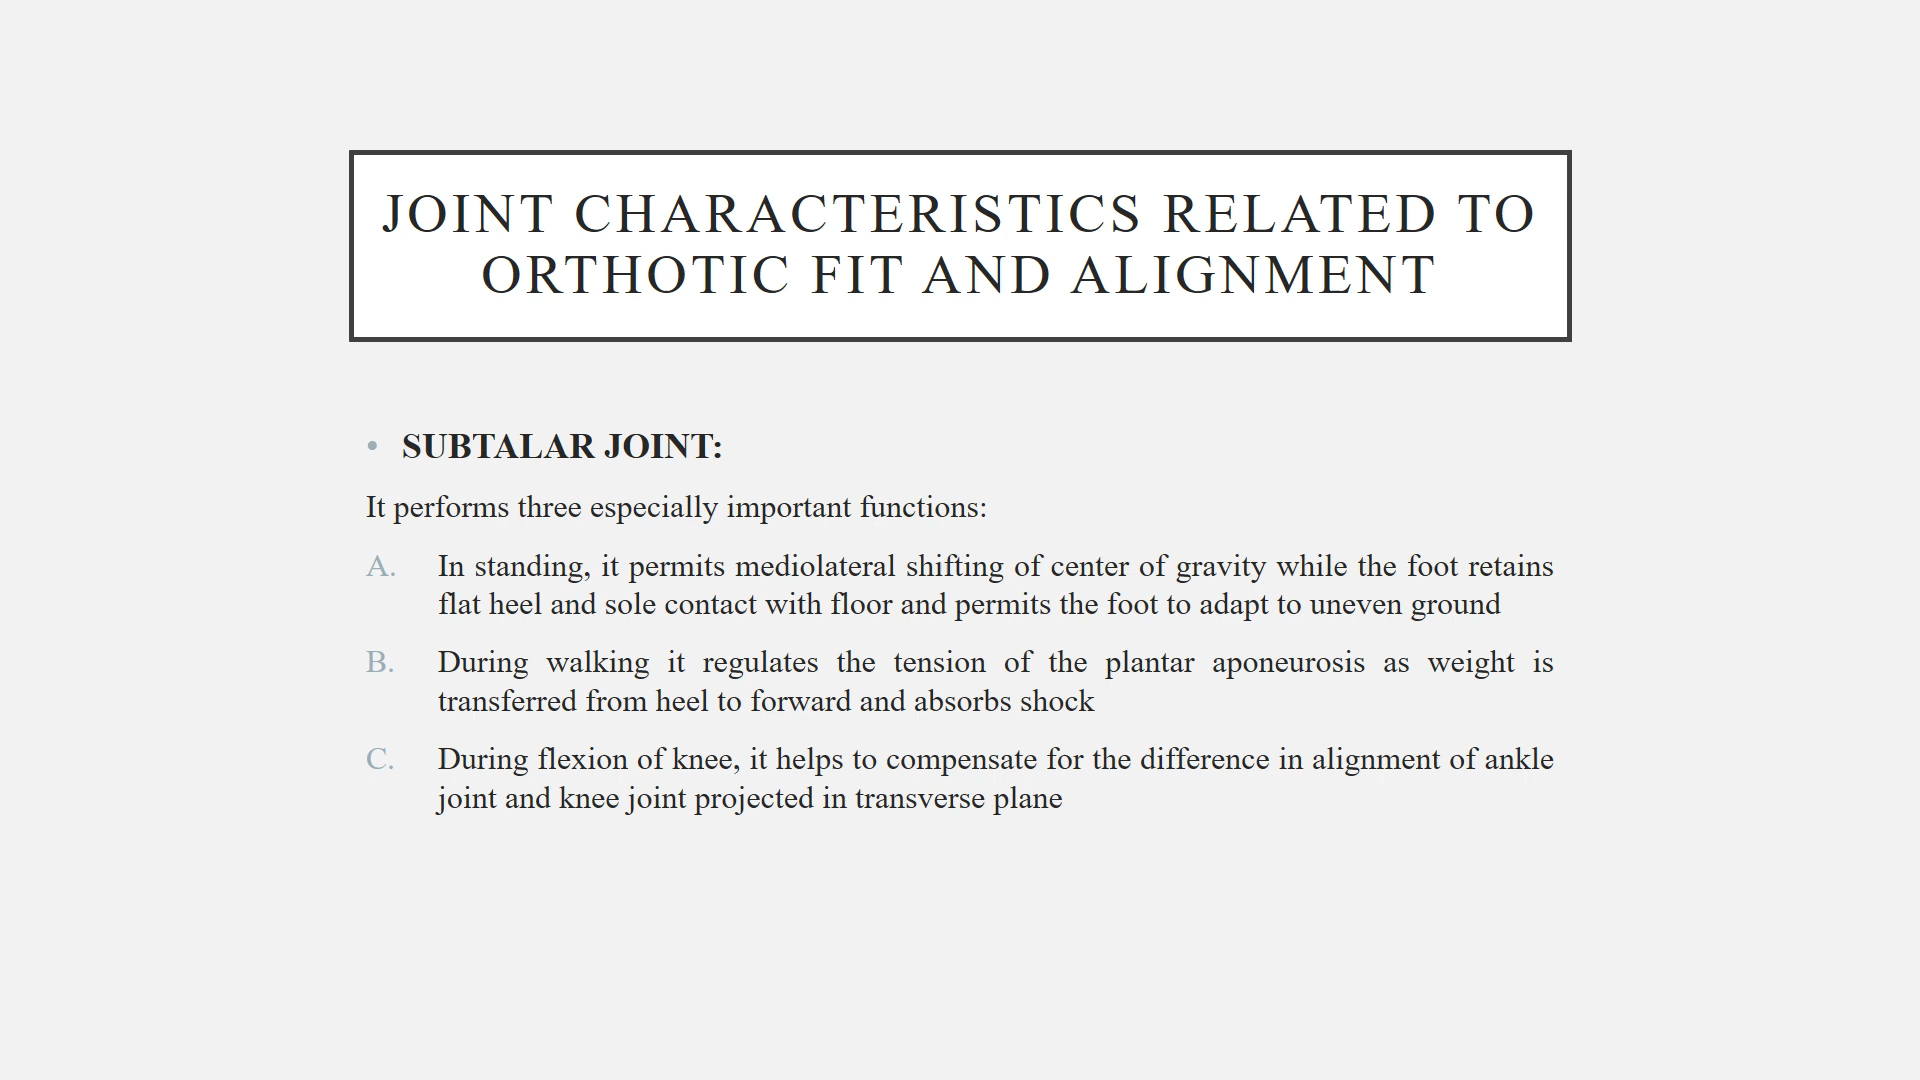 JOINT CHARACTERISTICS RELATED TO
ORTHOTIC FIT AND ALIGNMENT
• SUBTALAR JOINT:
It performs three especially important functions:
A. In standing, it permits mediolateral shifting of center of gravity while the foot retains
flat heel and sole contact with floor and permits the foot to adapt to uneven ground
B. During walking it regulates the tension of the plantar aponeurosis as weight is
transferred from heel to forward and absorbs shock
C. During flexion of knee, it helps to compensate for the difference in alignment of ankle
joint and knee joint projected in transverse plane